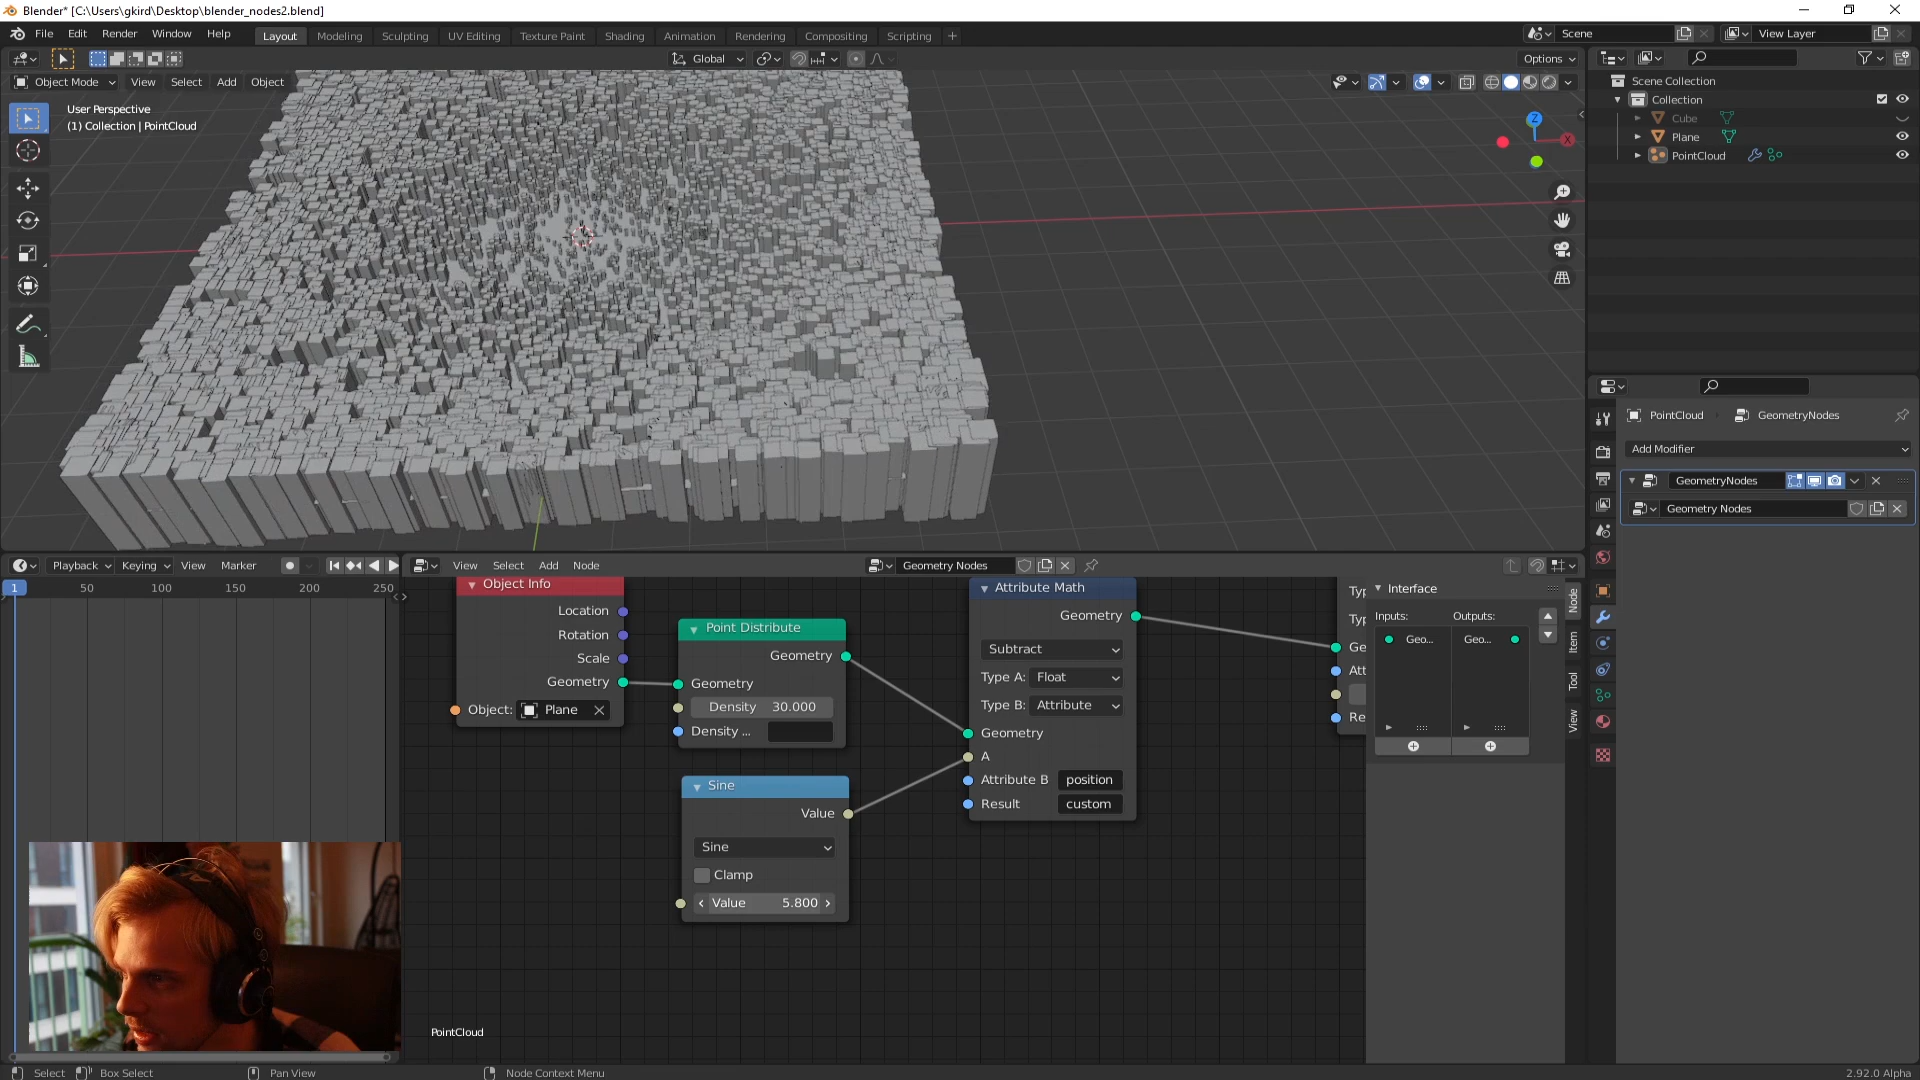 Blender* [C:\Users\gkird\Desktop\blender_nodes2.blend]
File Edit Render Window Help
Layout Modeling Sculpting UV Editing Texture Paint Shading Animation Rendering Compositing Scripting
Scene
View Layer
Global
Options
Object Mode View Select Add Object
User Perspective
(1) Collection | PointCloud
Z
X
Scene Collection
Collection
Cube
Plane
PointCloud
PointCloud GeometryNodes
Add Modifier
GeometryNodes
Geometry Nodes
Playback Keying View Marker
1 50 100 150 200 250
View Select Add Node
Geometry Nodes
Object Info
Location
Rotation
Scale
Geometry
Object: Plane
Point Distribute
Geometry
Geometry
Density 30.000
Density ...
Sine
Value
Sine
Clamp
Value 5.800
Attribute Math
Geometry
Subtract
Type A: Float
Type B: Attribute
Geometry
A
Attribute B position
Result custom
Typ
Typ
Ge
Att
Re
Interface
Inputs: Outputs:
Geo... Geo...
Node
Item
Tool
View
PointCloud
Select Box Select Pan View Node Context Menu 2.92.0 Alpha